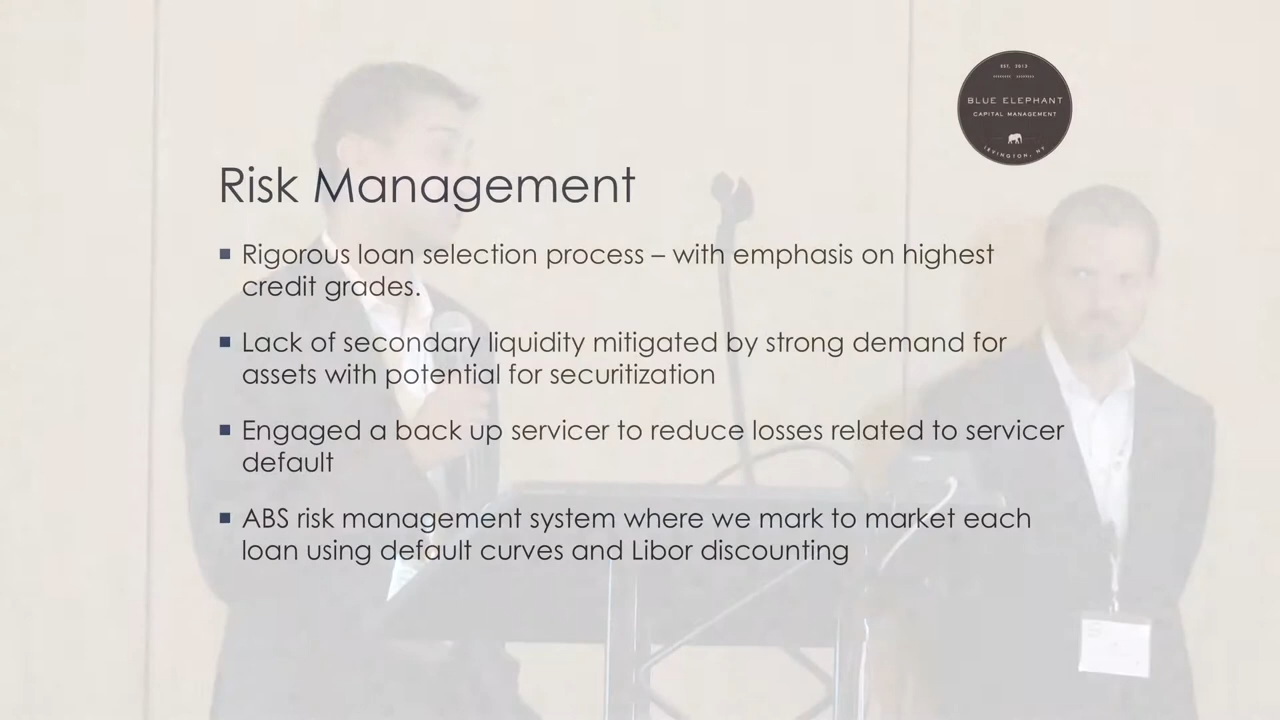 EST. 2013
BLUE ELEPHANT
CAPITAL MANAGEMENT
IRVINGTON, NY
Risk Management
Rigorous loan selection process – with emphasis on highest
credit grades.
Lack of secondary liquidity mitigated by strong demand for
assets with potential for securitization
Engaged a back up servicer to reduce losses related to servicer
default
ABS risk management system where we mark to market each
loan using default curves and Libor discounting